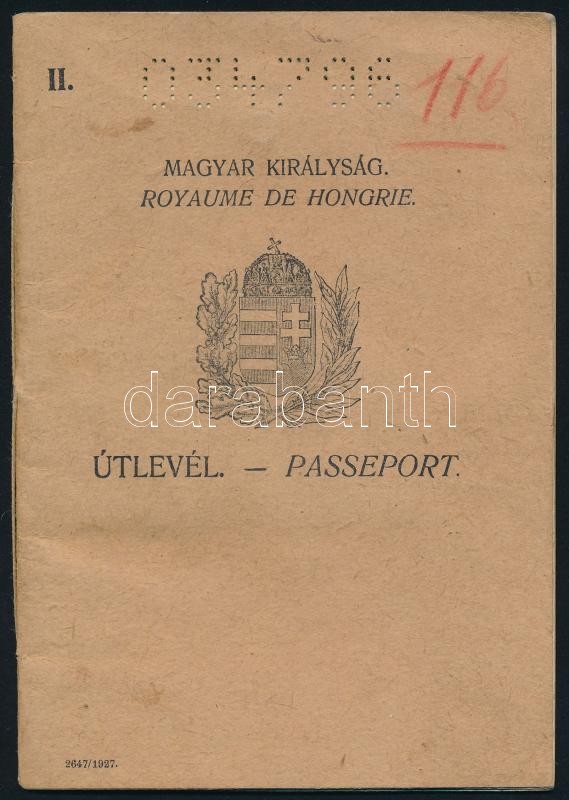 II. 034796 116
MAGYAR KIRÁLYSÁG.
ROYAUME DE HONGRIE.
darabanth
ÚTLEVÉL. — PASSEPORT.
2647/1927.